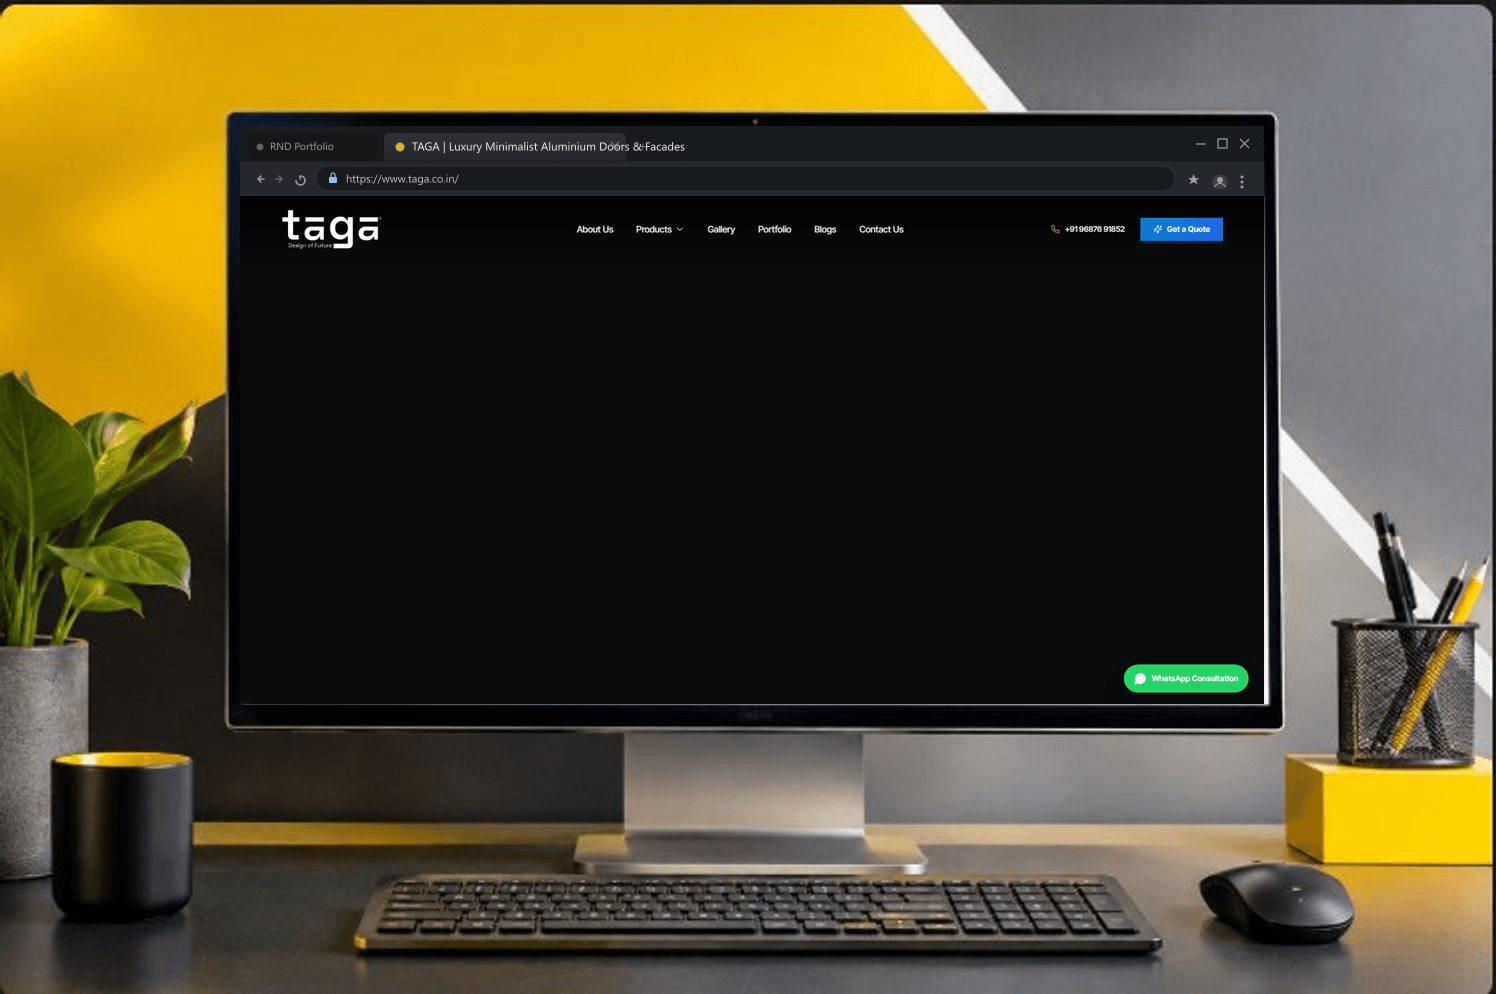 RND Portfolio
TAGA | Luxury Minimalist Aluminium Doors & Facades
https://www.taga.co.in/
taga
Design of Future
About Us
Products
Gallery
Portfolio
Blogs
Contact Us
+91 96876 91852
Get a Quote
WhatsApp Consultation